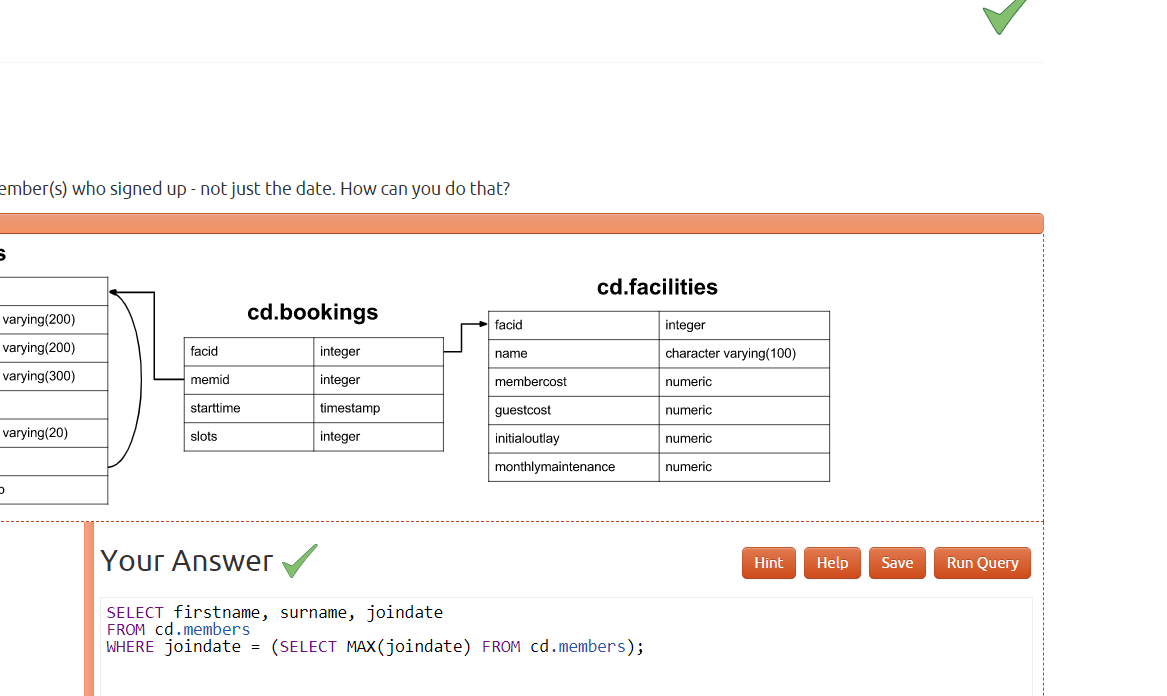 ember(s) who signed up - not just the date. How can you do that?
s
varying(200)
varying(200)
varying(300)
varying(20)
cd.bookings
facid integer
memid integer
starttime timestamp
slots integer
cd.facilities
facid integer
name character varying(100)
membercost numeric
guestcost numeric
initialoutlay numeric
monthlymaintenance numeric
Your Answer
Hint Help Save Run Query
SELECT firstname, surname, joindate
FROM cd.members
WHERE joindate = (SELECT MAX(joindate) FROM cd.members);